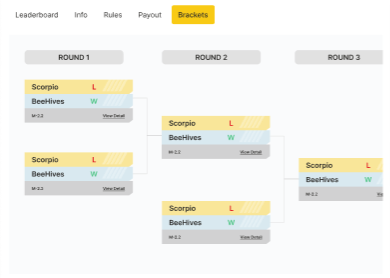 Leaderboard Info Rules Payout Brackets
ROUND 1 ROUND 2 ROUND 3
Scorpio L
BeeHives W
M-2.2 View Detail
Scorpio L
BeeHives W
M-2.2 View Detail
Scorpio L
BeeHives W
M-2.2 View Detail
Scorpio L
BeeHives W
M-2.2 View Detail
Scorpio L
BeeHives W
M-2.2